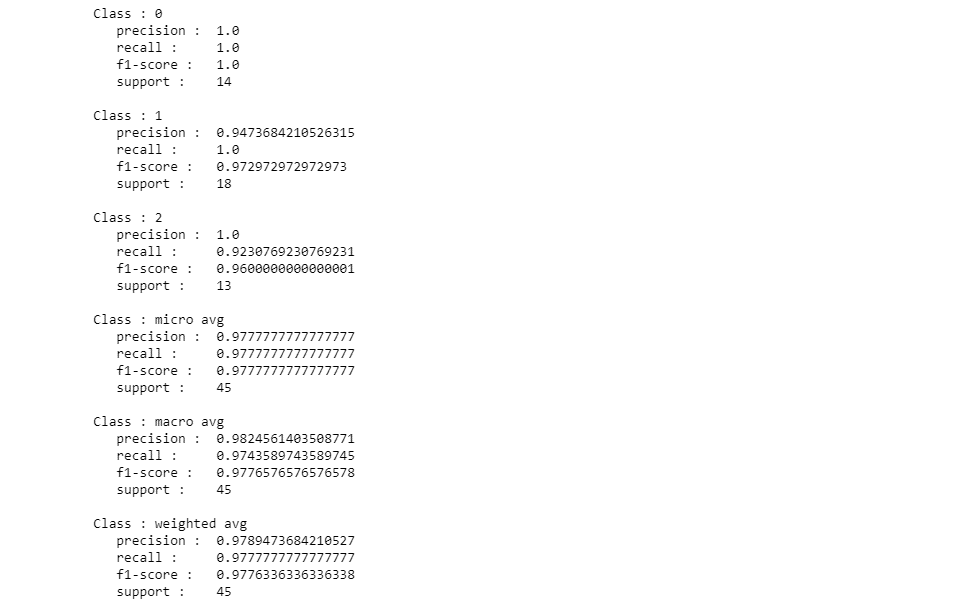 Class : 0
precision : 1.0
recall : 1.0
f1-score : 1.0
support : 14
Class : 1
precision : 0.9473684210526315
recall : 1.0
f1-score : 0.972972972972973
support : 18
Class : 2
precision : 1.0
recall : 0.9230769230769231
f1-score : 0.9600000000000001
support : 13
Class : micro avg
precision : 0.9777777777777777
recall : 0.9777777777777777
f1-score : 0.9777777777777777
support : 45
Class : macro avg
precision : 0.9824561403508771
recall : 0.9743589743589745
f1-score : 0.9776576576576578
support : 45
Class : weighted avg
precision : 0.9789473684210527
recall : 0.9777777777777777
f1-score : 0.9776336336336338
support : 45